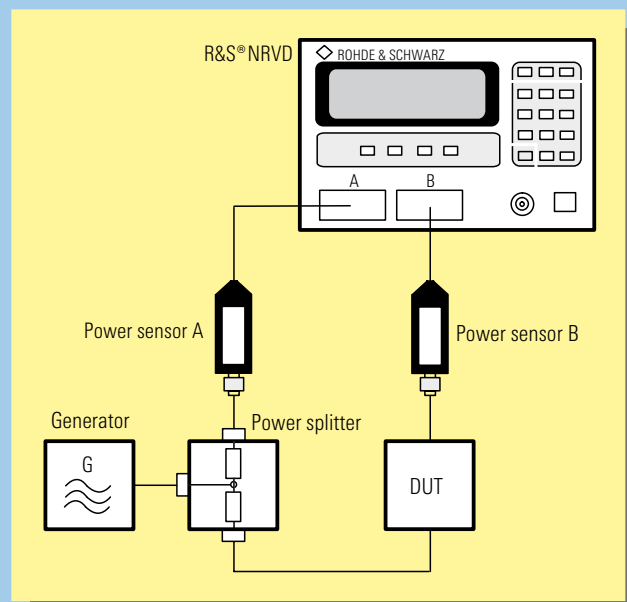 R&S® NRVD
ROHDE & SCHWARZ
A
B
Power sensor A
Power sensor B
Generator
Power splitter
G
DUT